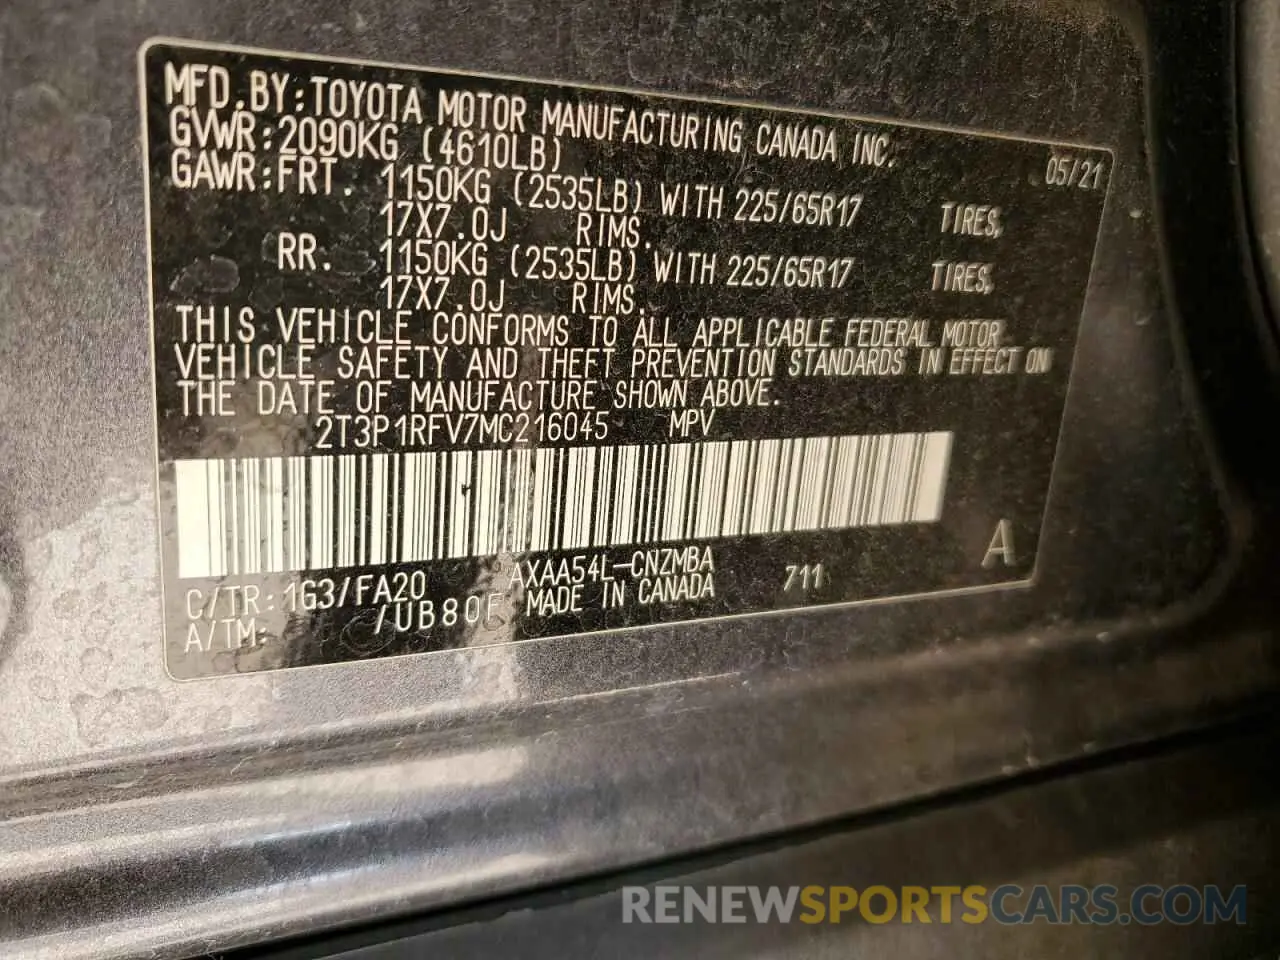 MFD.BY:TOYOTA MOTOR MANUFACTURING CANADA INC. 05/21
GVWR:2090KG (4610LB)
GAWR:FRT. 1150KG (2535LB) WITH 225/65R17 TIRES,
17X7.0J RIMS.
RR. 1150KG (2535LB) WITH 225/65R17 TIRES,
17X7.0J RIMS.
THIS VEHICLE CONFORMS TO ALL APPLICABLE FEDERAL MOTOR
VEHICLE SAFETY AND THEFT PREVENTION STANDARDS IN EFFECT ON
THE DATE OF MANUFACTURE SHOWN ABOVE.
2T3P1RFV7MC216045 MPV
A
C/TR:1G3/FA20 AXAA54L-CNZMBA 711
A/TM: /UB80F MADE IN CANADA
RENEWSPORTSCARS.COM